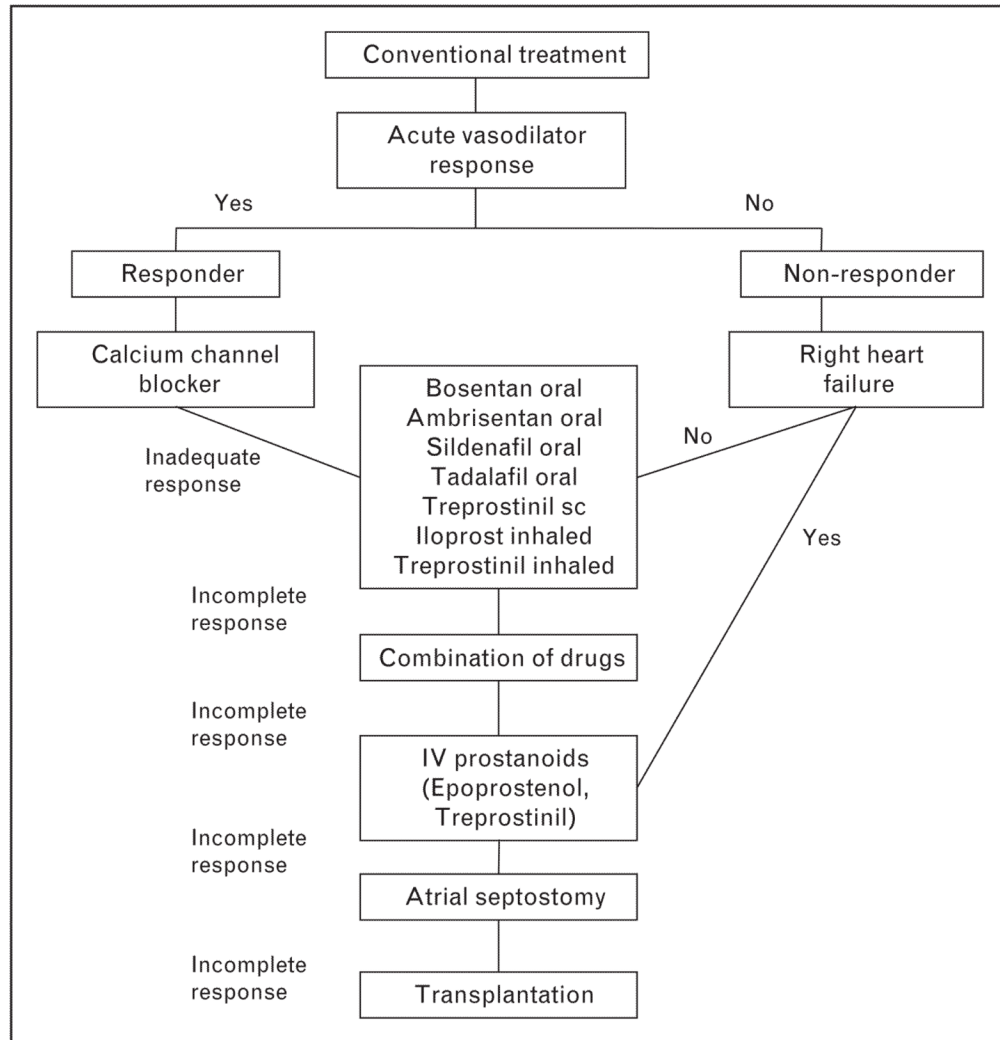 Conventional treatment
Acute vasodilator
response
Yes
No
Responder
Non-responder
Calcium channel
blocker
Right heart
failure
Bosentan oral
Ambrisentan oral
Sildenafil oral
Tadalafil oral
Treprostinil sc
Iloprost inhaled
Treprostinil inhaled
Inadequate
response
No
Yes
Incomplete
response
Combination of drugs
Incomplete
response
IV prostanoids
(Epoprostenol,
Treprostinil)
Incomplete
response
Atrial septostomy
Incomplete
response
Transplantation